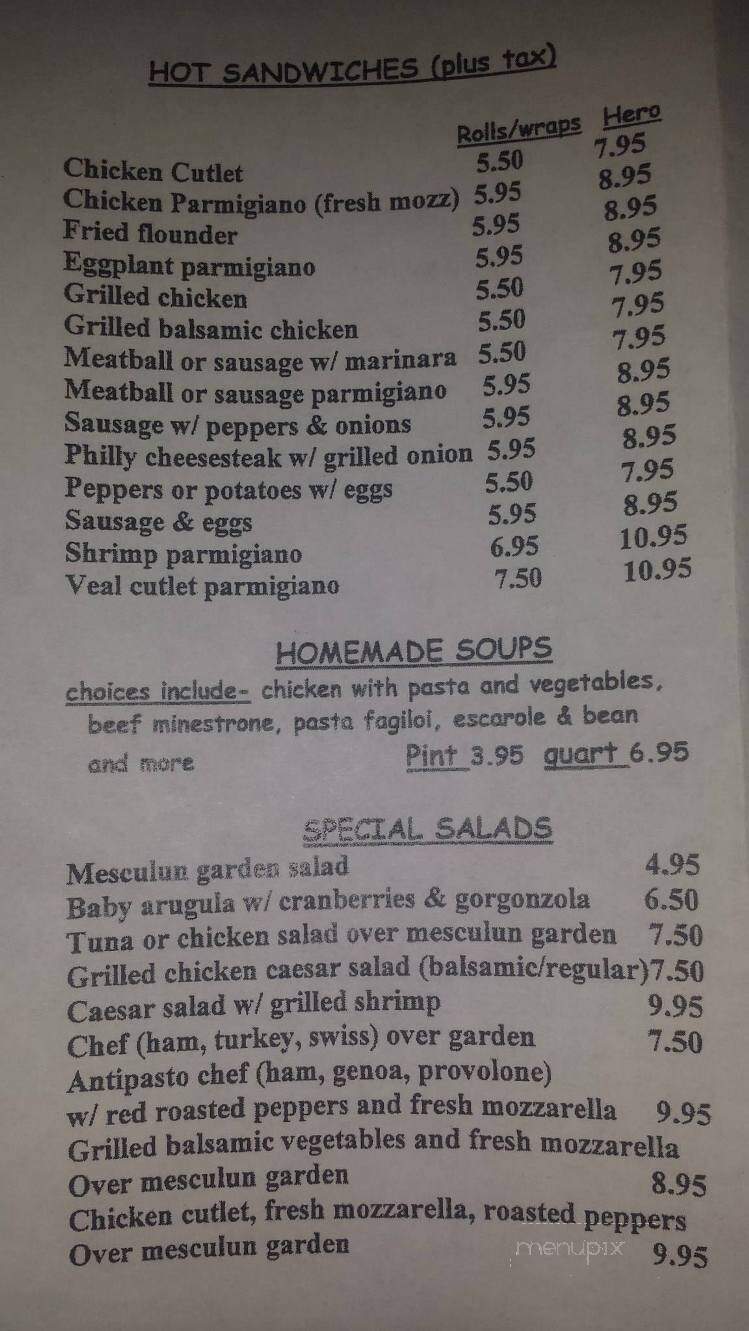 HOT SANDWICHES (plus tax)
Rolls/wraps Hero
Chicken Cutlet 5.50 7.95
Chicken Parmigiano (fresh mozz) 5.95 8.95
Fried flounder 5.95 8.95
Eggplant parmigiano 5.95 8.95
Grilled chicken 5.50 7.95
Grilled balsamic chicken 5.50 7.95
Meatball or sausage w/ marinara 5.50 7.95
Meatball or sausage parmigiano 5.95 8.95
Sausage w/ peppers & onions 5.95 8.95
Philly cheesesteak w/ grilled onion 5.95 8.95
Peppers or potatoes w/ eggs 5.50 7.95
Sausage & eggs 5.95 8.95
Shrimp parmigiano 6.95 10.95
Veal cutlet parmigiano 7.50 10.95
HOMEMADE SOUPS
choices include- chicken with pasta and vegetables,
beef minestrone, pasta fagiloi, escarole & bean
and more Pint 3.95 quart 6.95
SPECIAL SALADS
Mesculun garden salad 4.95
Baby arugula w/ cranberries & gorgonzola 6.50
Tuna or chicken salad over mesculun garden 7.50
Grilled chicken caesar salad (balsamic/regular)7.50
Caesar salad w/ grilled shrimp 9.95
Chef (ham, turkey, swiss) over garden 7.50
Antipasto chef (ham, genoa, provolone)
w/ red roasted peppers and fresh mozzarella 9.95
Grilled balsamic vegetables and fresh mozzarella
Over mesculun garden 8.95
Chicken cutlet, fresh mozzarella, roasted peppers
Over mesculun garden 9.95
menupix